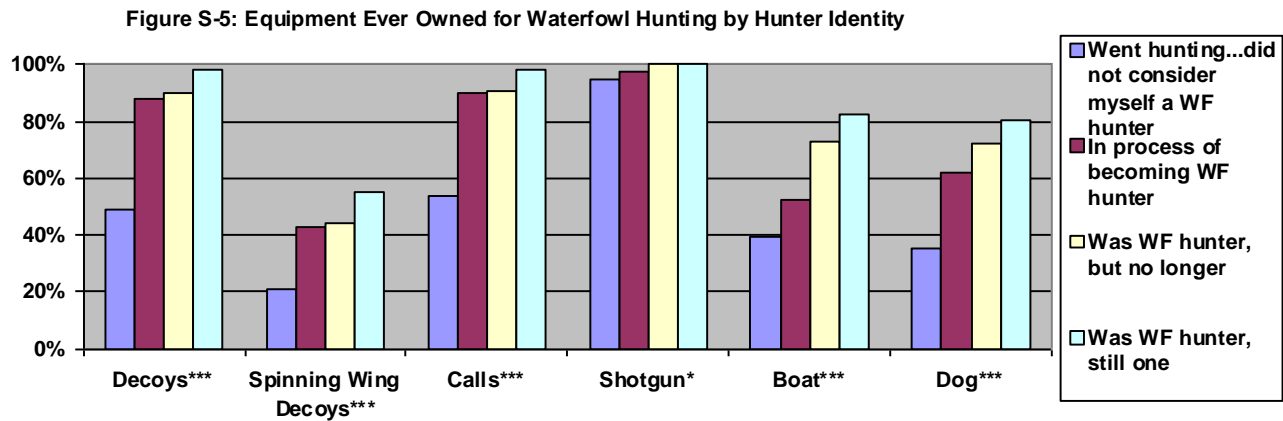 Figure S-5: Equipment Ever Owned for Waterfowl Hunting by Hunter Identity
100%
80%
60%
40%
20%
0%
Decoys***
Spinning Wing
Decoys***
Calls***
Shotgun*
Boat***
Dog***
Went hunting...did
not consider
myself a WF
hunter
In process of
becoming WF
hunter
Was WF hunter,
but no longer
Was WF hunter,
still one